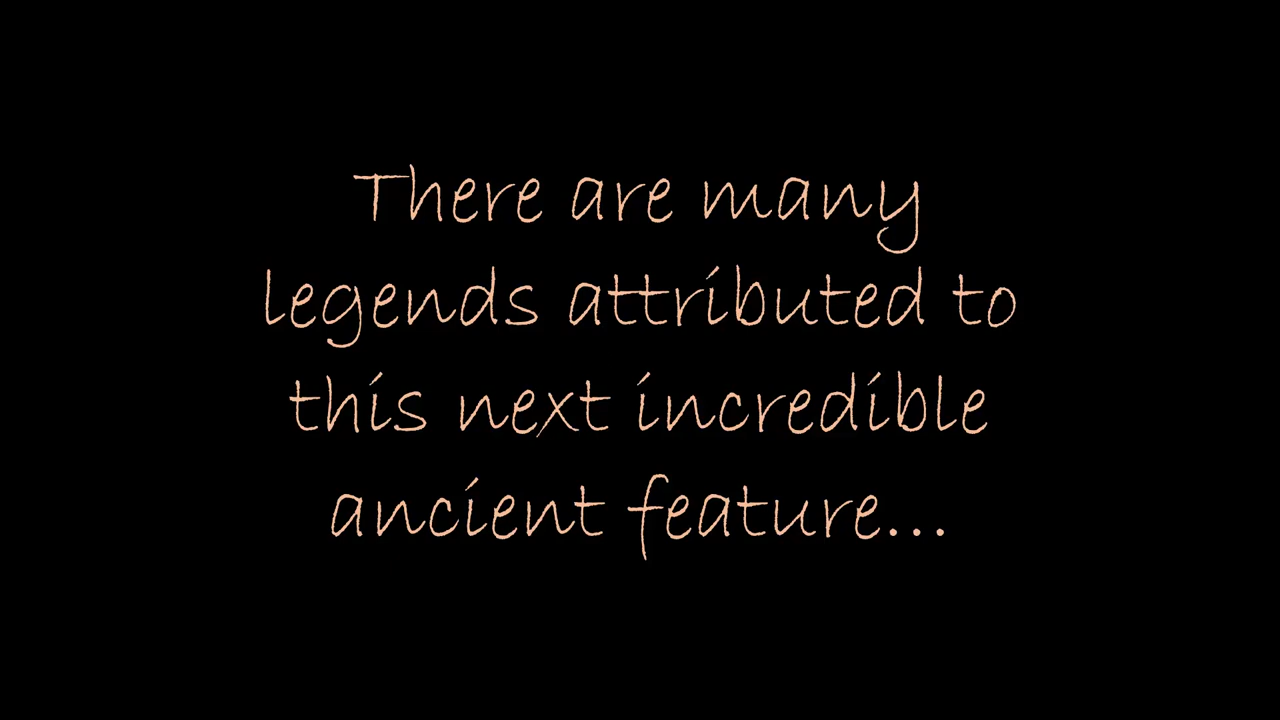 There are many
legends attributed to
this next incredible
ancient feature...